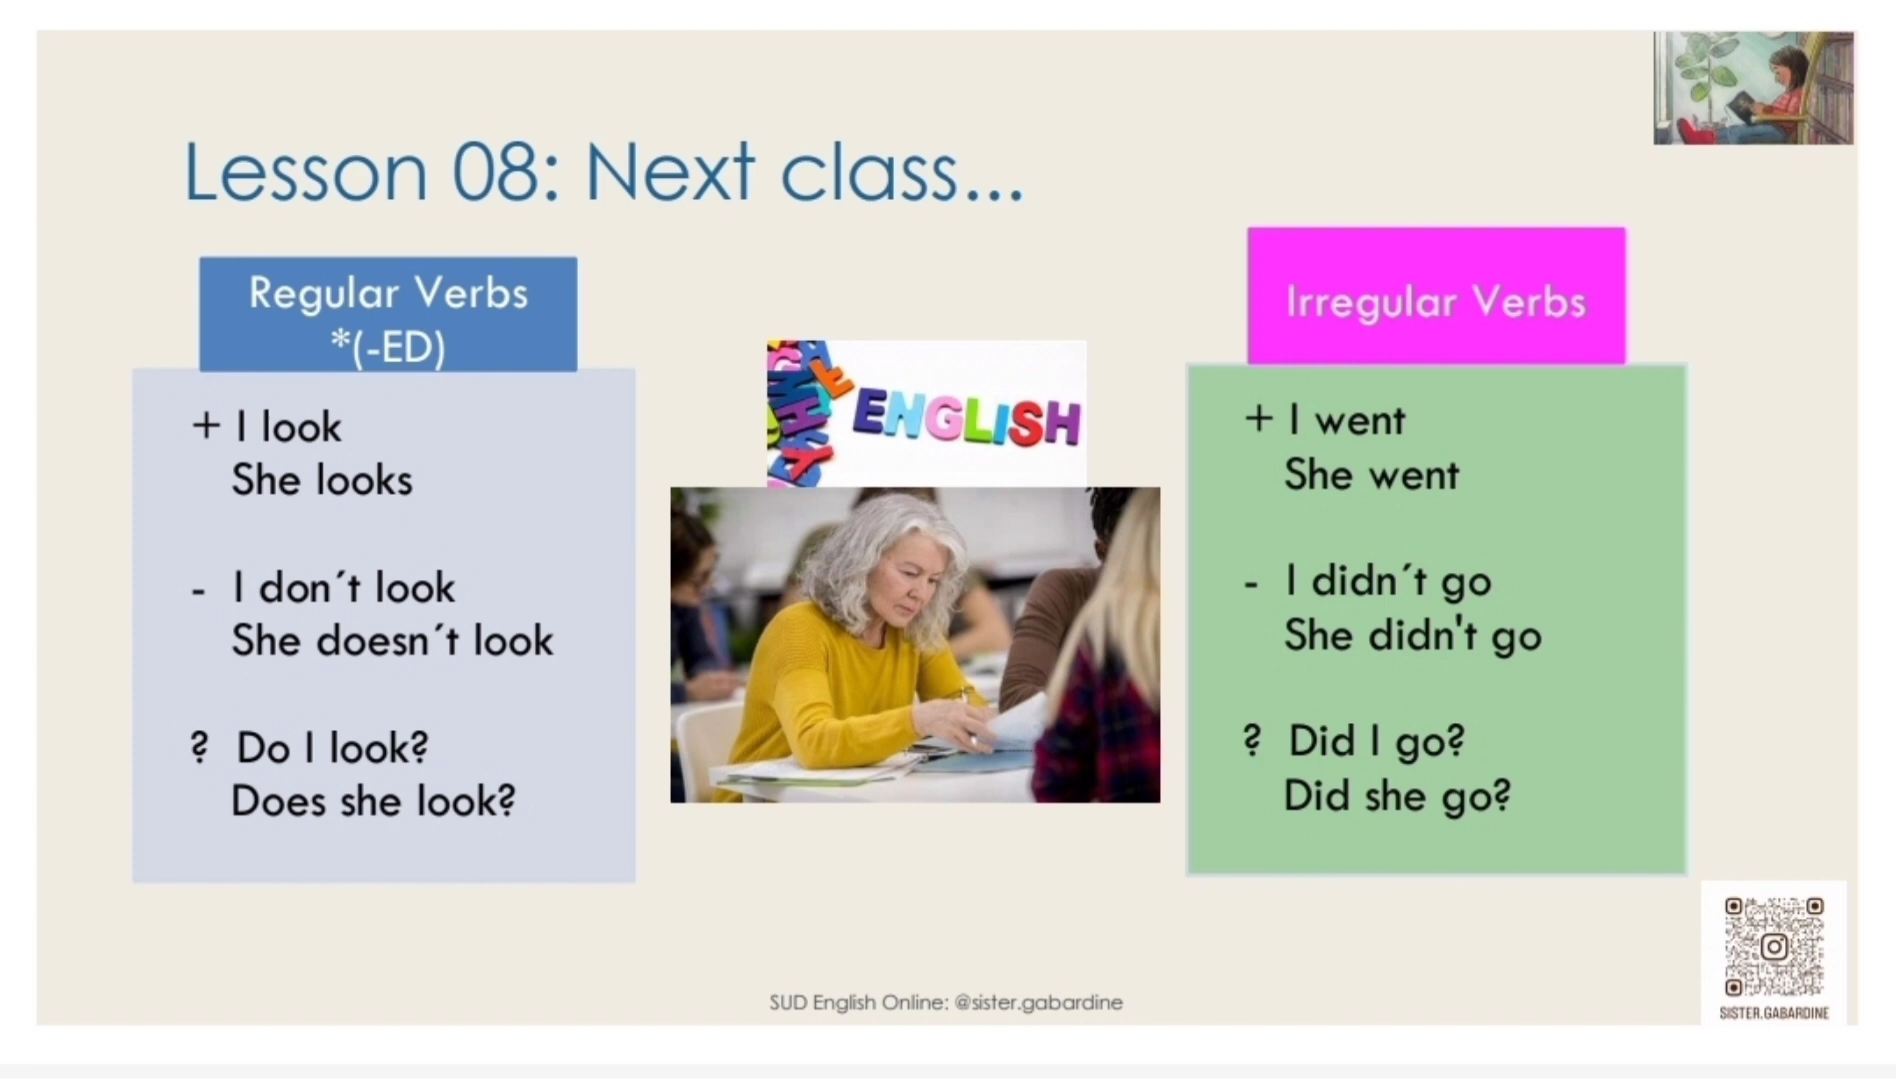 Lesson 08: Next class...
Regular Verbs
*(-ED)
+ I look
She looks
- I don´t look
She doesn´t look
? Do I look?
Does she look?
ENGLISH
Irregular Verbs
+ I went
She went
- I didn´t go
She didn't go
? Did I go?
Did she go?
SUD English Online: @sister.gabardine
SISTER.GABARDINE